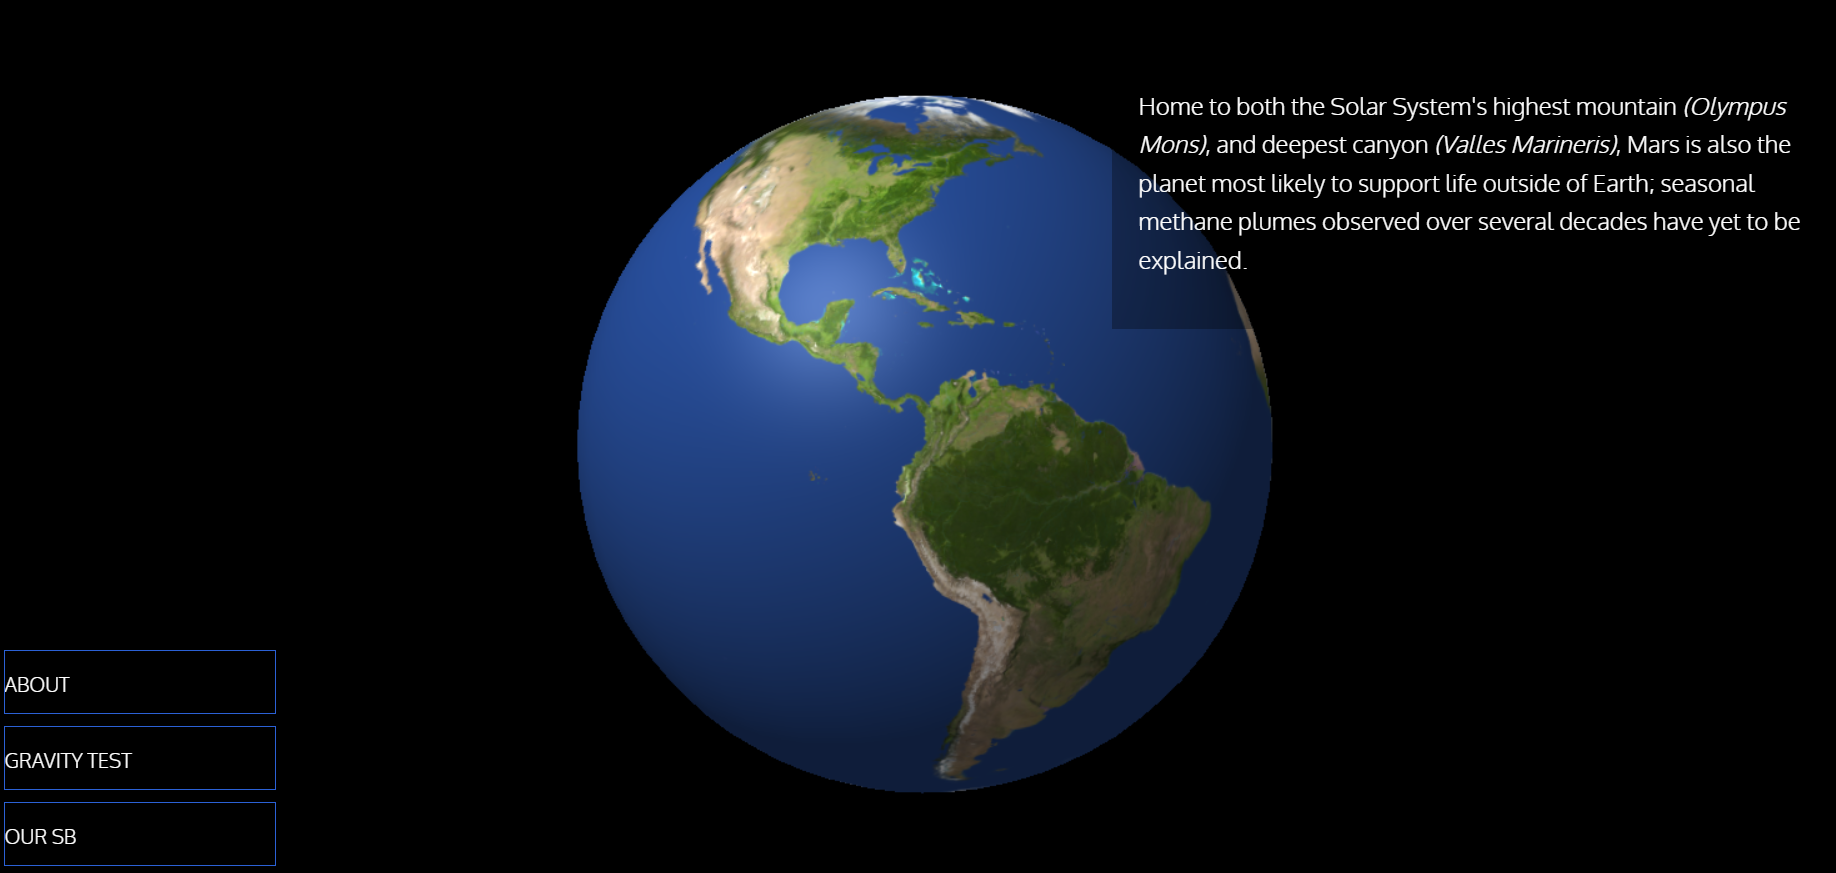 Home to both the Solar System's highest mountain (Olympus
Mons), and deepest canyon (Valles Marineris), Mars is also the
planet most likely to support life outside of Earth; seasonal
methane plumes observed over several decades have yet to be
explained.
ABOUT
GRAVITY TEST
OUR SB